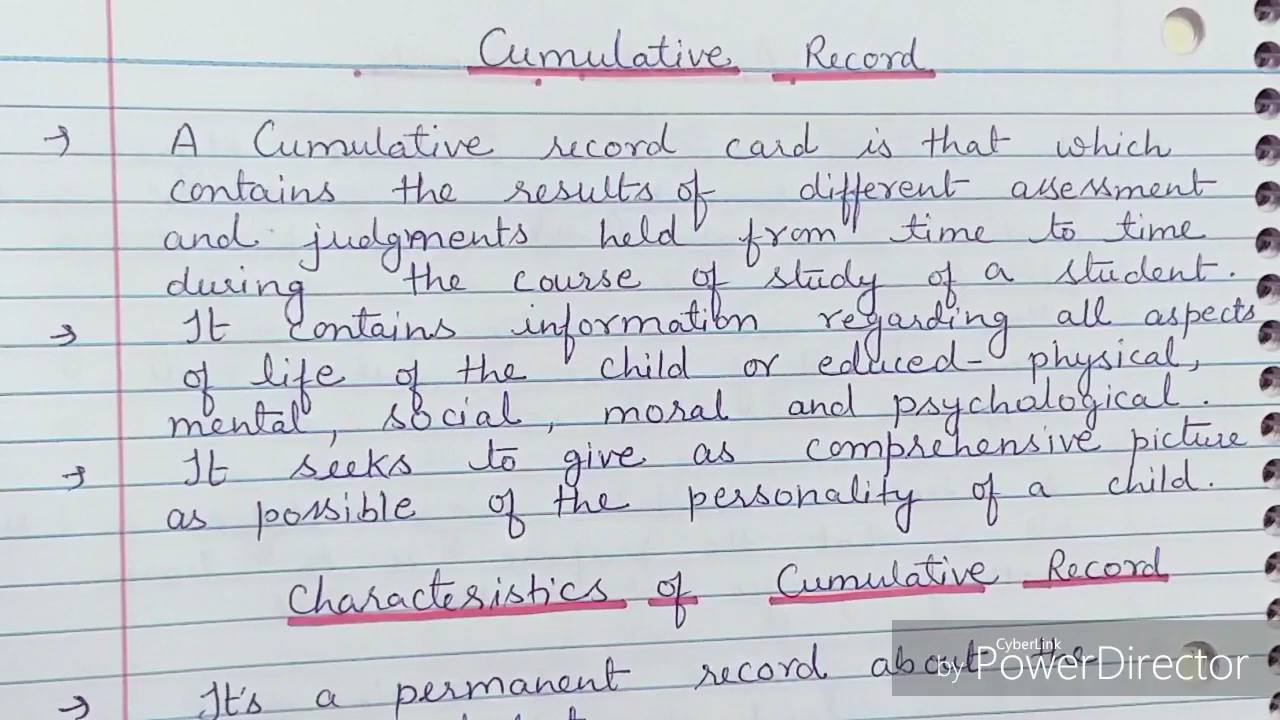 Cumulative Record
→ A Cumulative record card is that which
contains the results of different assessment
and judgments held from time to time
during the course of study of a student.
→ It contains information regarding all aspects
of life of the child or educed- physical,
mental, social, moral and psychological.
→ It seeks to give as comprehensive picture
as possible of the personality of a child.
Characteristics of Cumulative Record
→ It's a permanent record about the
CyberLink
by PowerDirector